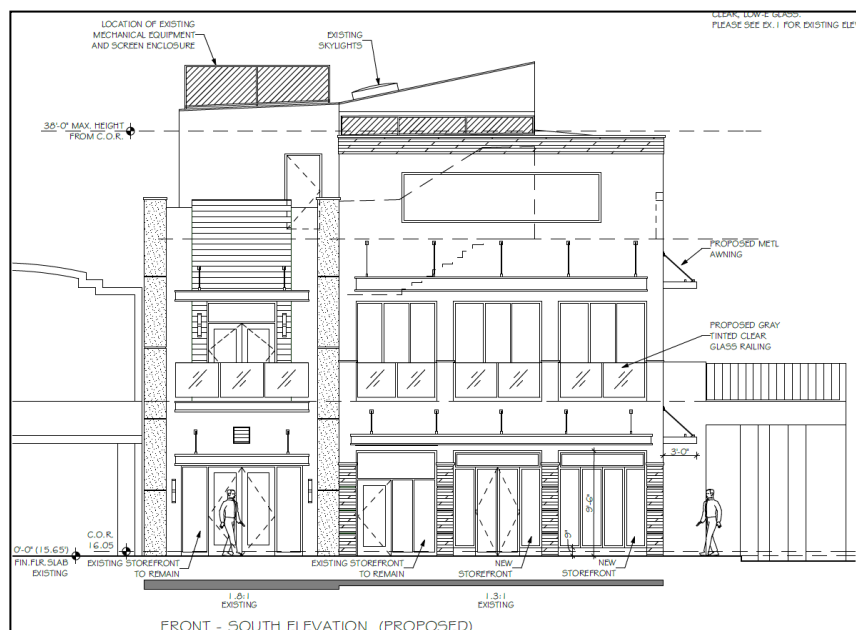 CLEAR, LOW-E GLASS.
PLEASE SEE EX. 1 FOR EXISTING
LOCATION OF EXISTING
MECHANICAL EQUIPMENT
AND SCREEN ENCLOSURE
EXISTING
SKYLIGHTS
38'-0" MAX. HEIGHT
FROM C.O.R.
PROPOSED METL
AWNING
PROPOSED GRAY
TINTED CLEAR
GLASS RAILING
3'-0"
9'-6"
9"
C.O.R.
16.05
0'-0" (15.65')
FIN.FLR.SLAB
EXISTING
EXISTING STOREFRONT
TO REMAIN
EXISTING STOREFRONT
TO REMAIN
NEW
STOREFRONT
NEW
STOREFRONT
1.8:1
EXISTING
1.3:1
EXISTING
FRONT - SOUTH ELEVATION (PROPOSED)